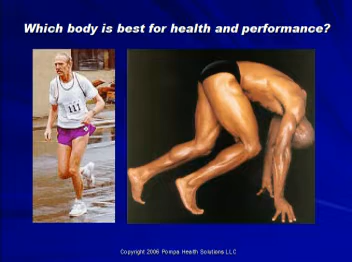 Which body is best for health and performance?
111
Copyright 2006 Pompa Health Solutions LLC